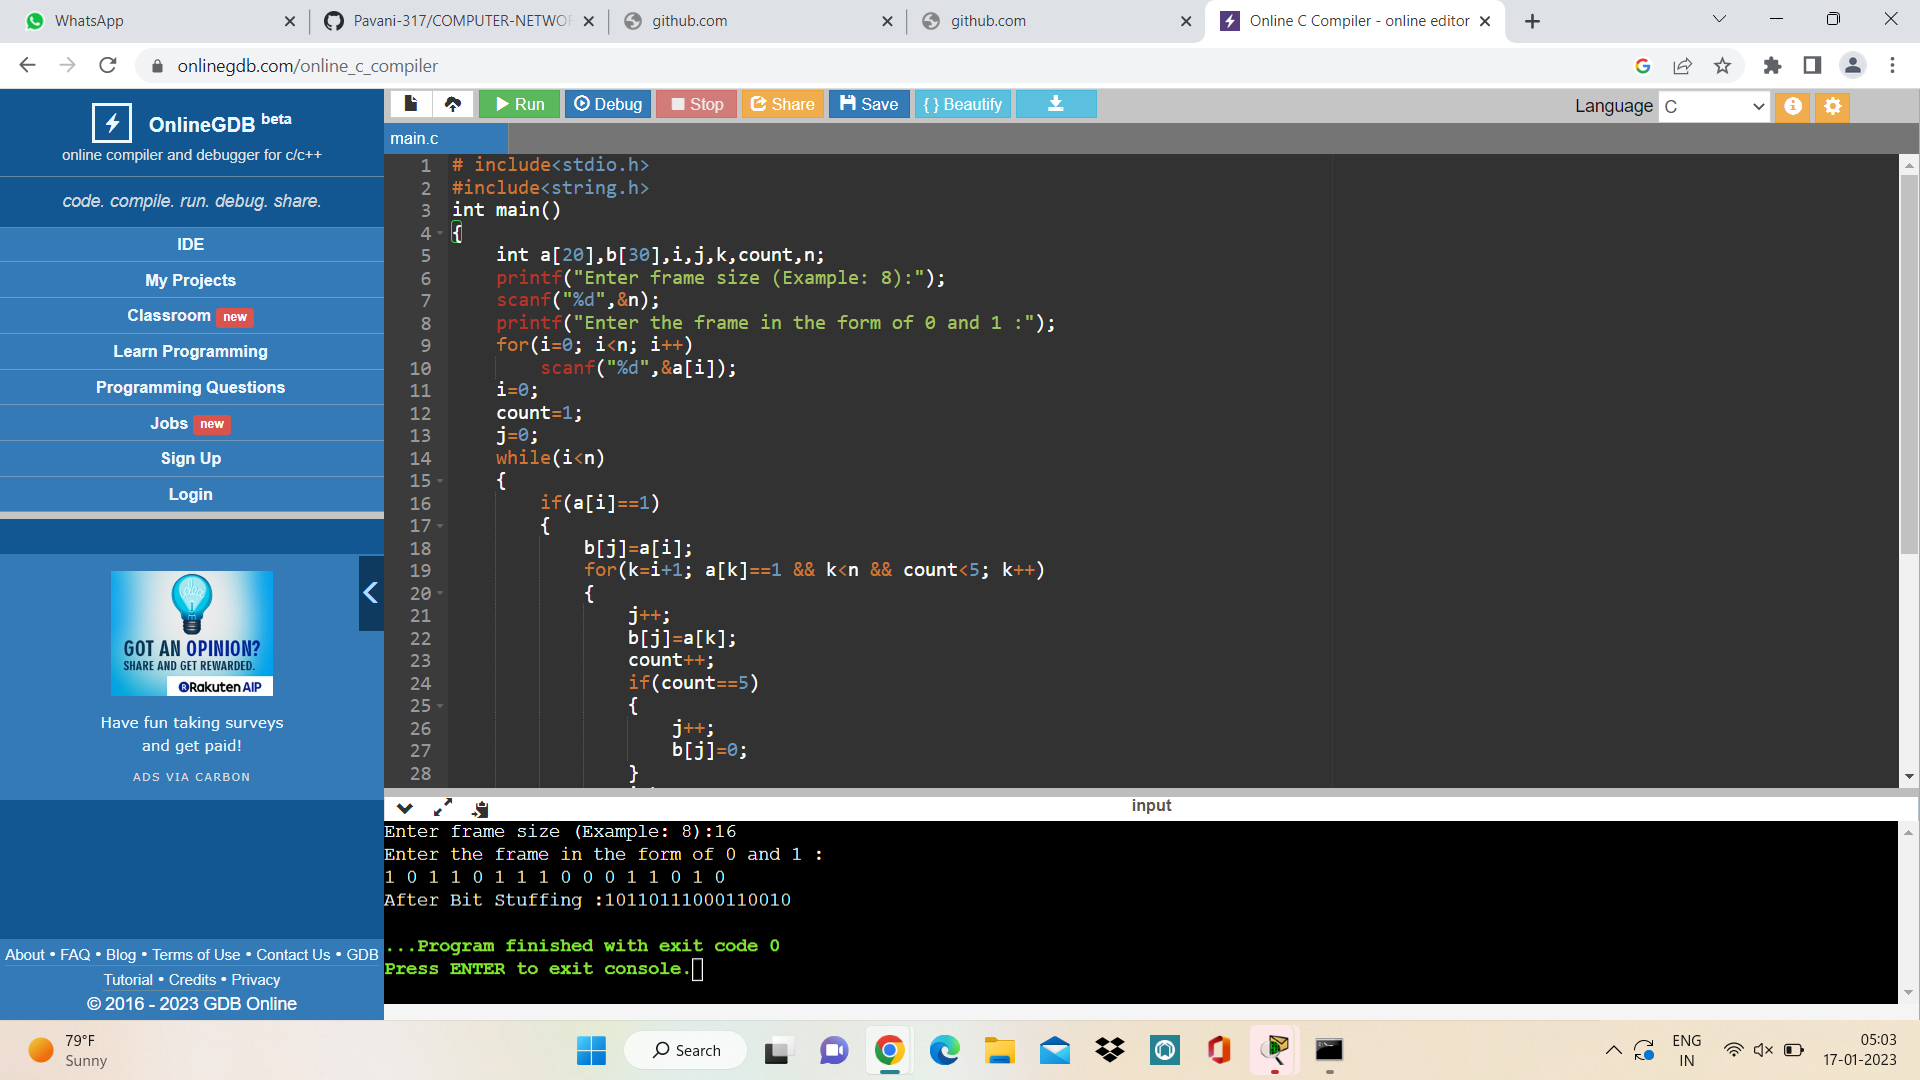 WhatsApp
Pavani-317/COMPUTER-NETWOR
github.com
github.com
Online C Compiler - online editor
onlinegdb.com/online_c_compiler
OnlineGDB beta
online compiler and debugger for c/c++
code. compile. run. debug. share.
IDE
My Projects
Classroom new
Learn Programming
Programming Questions
Jobs new
Sign Up
Login
GOT AN OPINION?
SHARE AND GET REWARDED.
Rakuten AIP
Have fun taking surveys
and get paid!
ADS VIA CARBON
About • FAQ • Blog • Terms of Use • Contact Us • GDB
Tutorial • Credits • Privacy
© 2016 - 2023 GDB Online
Run Debug Stop Share Save {} Beautify
Language C
main.c
1 # include<stdio.h>
2 #include<string.h>
3 int main()
4 {
5 int a[20],b[30],i,j,k,count,n;
6 printf("Enter frame size (Example: 8):");
7 scanf("%d",&n);
8 printf("Enter the frame in the form of 0 and 1 :");
9 for(i=0; i<n; i++)
10 scanf("%d",&a[i]);
11 i=0;
12 count=1;
13 j=0;
14 while(i<n)
15 {
16 if(a[i]==1)
17 {
18 b[j]=a[i];
19 for(k=i+1; a[k]==1 && k<n && count<5; k++)
20 {
21 j++;
22 b[j]=a[k];
23 count++;
24 if(count==5)
25 {
26 j++;
27 b[j]=0;
28 }
input
Enter frame size (Example: 8):16
Enter the frame in the form of 0 and 1 :
1 0 1 1 0 1 1 1 0 0 0 1 1 0 1 0
After Bit Stuffing :10110111000110010
...Program finished with exit code 0
Press ENTER to exit console.
79°F
Sunny
Search
ENG
IN
05:03
17-01-2023